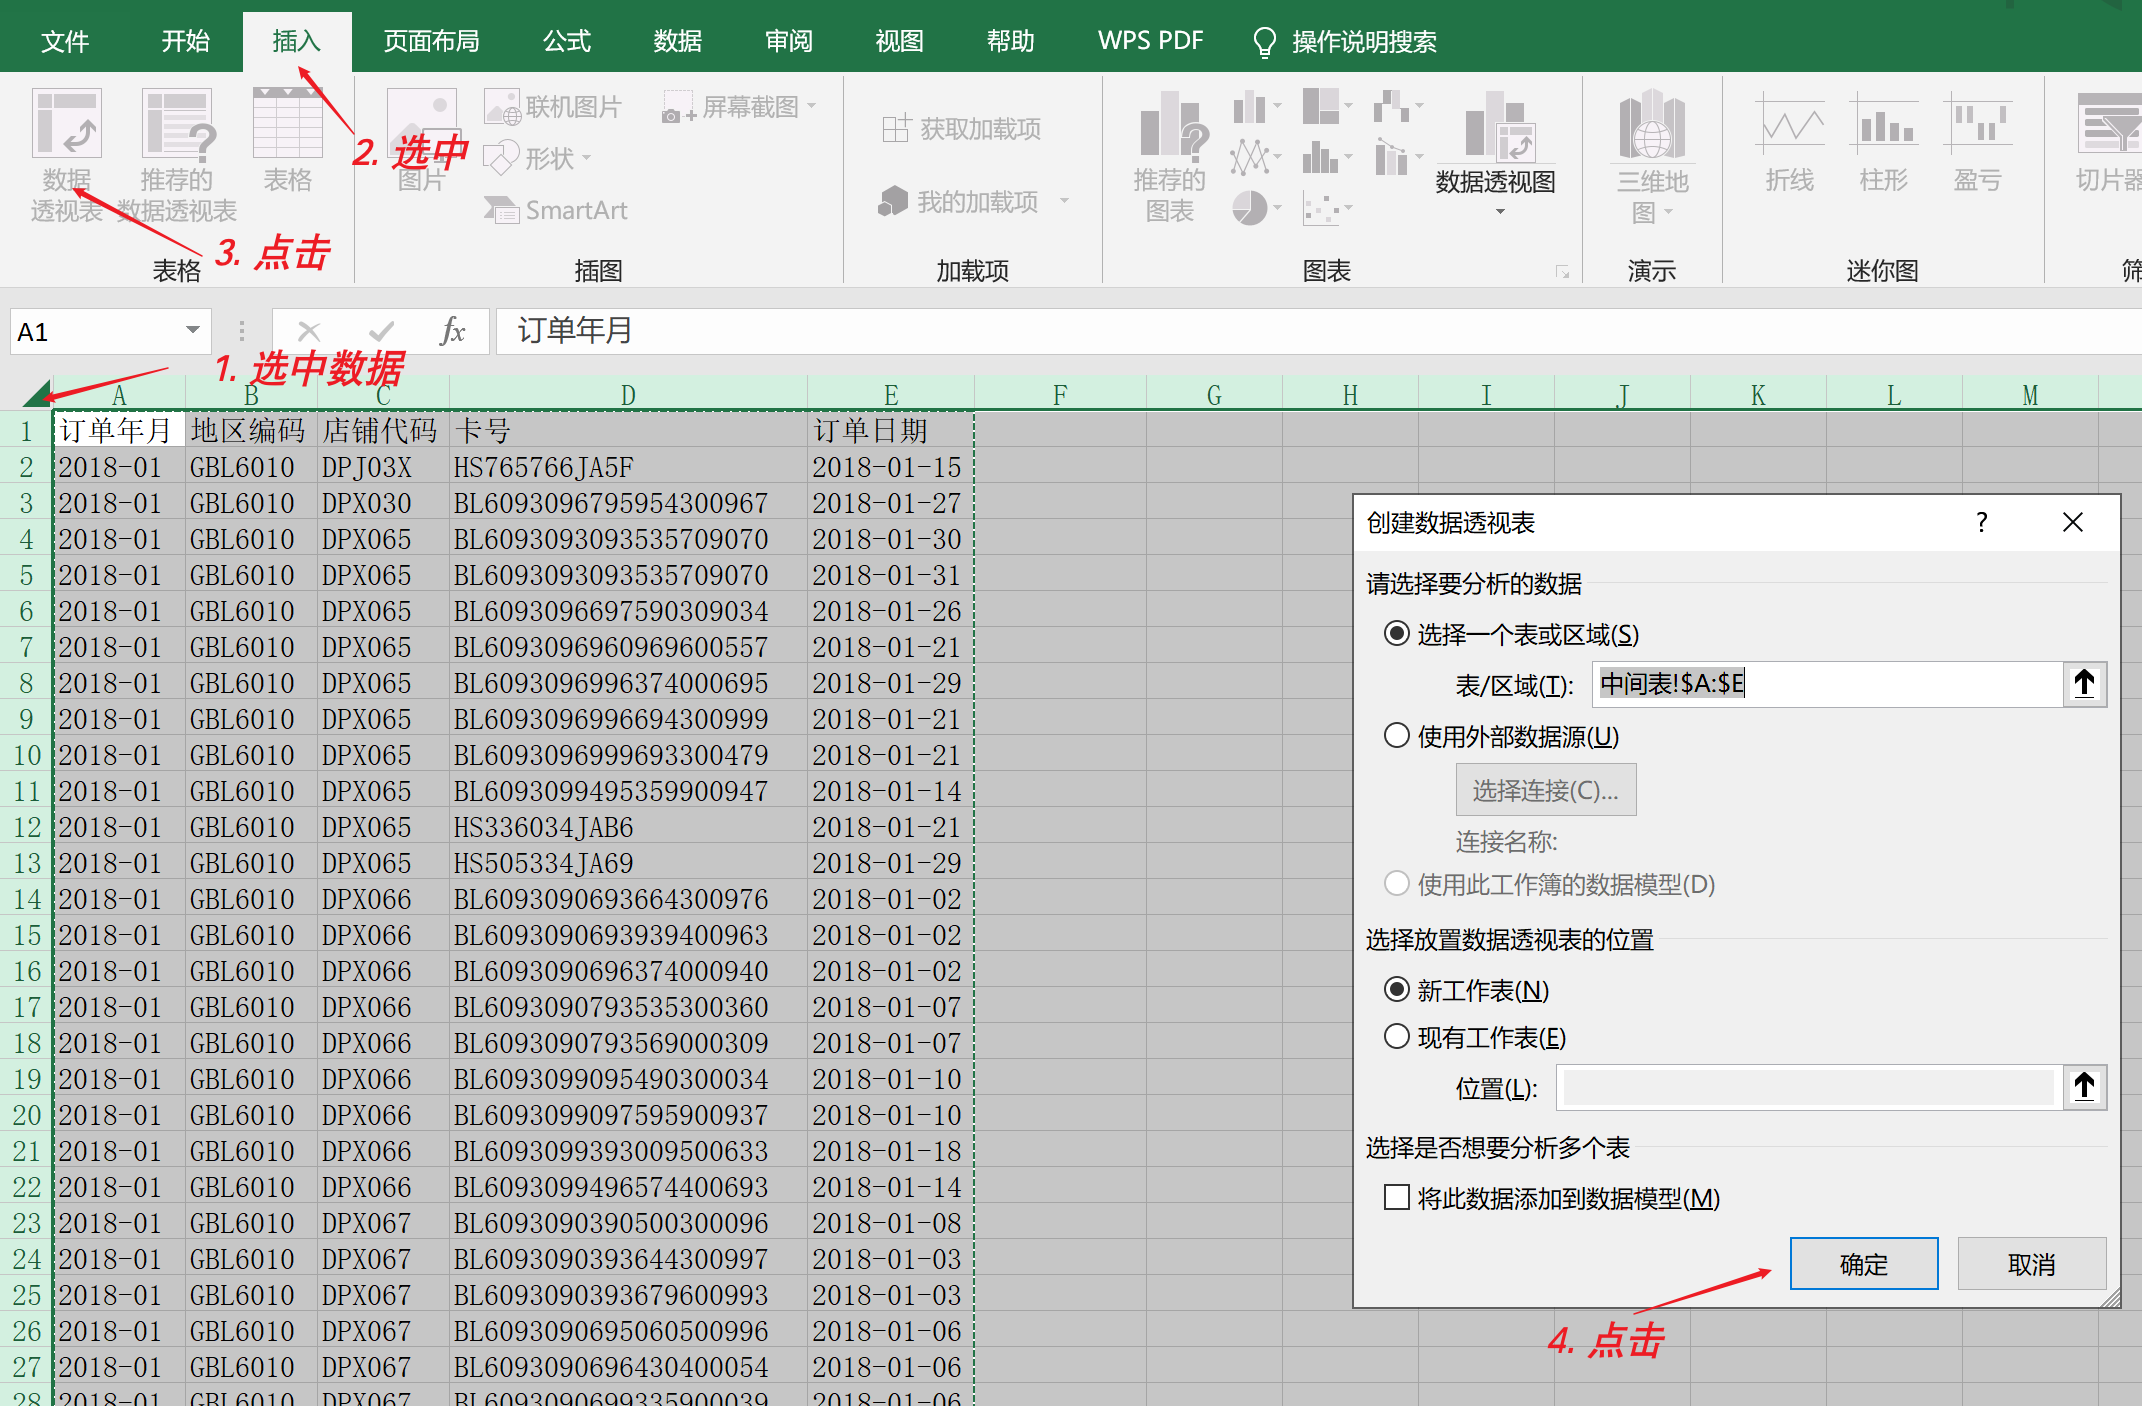 文件 开始 插入 页面布局 公式 数据 审阅 视图 帮助 WPS PDF 操作说明搜索
数据
透视表
推荐的
数据透视表
表格
表格
图片
联机图片
形状
SmartArt
屏幕截图
插图
获取加载项
我的加载项
加载项
推荐的
图表
数据透视图
图表
三维地
图
演示
折线 柱形 盈亏
迷你图
切片器
筛
2. 选中
3. 点击
A1 fx 订单年月
1. 选中数据
A B C D E F G H I J K L M
1 订单年月 地区编码 店铺代码 卡号 订单日期
2 2018-01 GBL6010 DPJ03X HS765766JA5F 2018-01-15
3 2018-01 GBL6010 DPX030 BL6093096795954300967 2018-01-27
4 2018-01 GBL6010 DPX065 BL6093093093535709070 2018-01-30
5 2018-01 GBL6010 DPX065 BL6093093093535709070 2018-01-31
6 2018-01 GBL6010 DPX065 BL6093096697590309034 2018-01-26
7 2018-01 GBL6010 DPX065 BL6093096960969600557 2018-01-21
8 2018-01 GBL6010 DPX065 BL6093096996374000695 2018-01-29
9 2018-01 GBL6010 DPX065 BL6093096996694300999 2018-01-21
10 2018-01 GBL6010 DPX065 BL6093096999693300479 2018-01-21
11 2018-01 GBL6010 DPX065 BL6093099495359900947 2018-01-14
12 2018-01 GBL6010 DPX065 HS336034JAB6 2018-01-21
13 2018-01 GBL6010 DPX065 HS505334JA69 2018-01-29
14 2018-01 GBL6010 DPX066 BL6093090693664300976 2018-01-02
15 2018-01 GBL6010 DPX066 BL6093090693939400963 2018-01-02
16 2018-01 GBL6010 DPX066 BL6093090696374000940 2018-01-02
17 2018-01 GBL6010 DPX066 BL6093090793535300360 2018-01-07
18 2018-01 GBL6010 DPX066 BL6093090793569000309 2018-01-07
19 2018-01 GBL6010 DPX066 BL6093099095490300034 2018-01-10
20 2018-01 GBL6010 DPX066 BL6093099097595900937 2018-01-10
21 2018-01 GBL6010 DPX066 BL6093099393009500633 2018-01-18
22 2018-01 GBL6010 DPX066 BL6093099496574400693 2018-01-14
23 2018-01 GBL6010 DPX067 BL6093090390500300096 2018-01-08
24 2018-01 GBL6010 DPX067 BL6093090393644300997 2018-01-03
25 2018-01 GBL6010 DPX067 BL6093090393679600993 2018-01-03
26 2018-01 GBL6010 DPX067 BL6093090695060500996 2018-01-06
27 2018-01 GBL6010 DPX067 BL6093090696430400054 2018-01-06
28 2018-01 GBL6010 DPX067 BL6093090699335900039 2018-01-06
创建数据透视表 ?
请选择要分析的数据
选择一个表或区域(S)
表/区域(T): 中间表!$A:$E
使用外部数据源(U)
选择连接(C)...
连接名称:
使用此工作簿的数据模型(D)
选择放置数据透视表的位置
新工作表(N)
现有工作表(E)
位置(L):
选择是否想要分析多个表
将此数据添加到数据模型(M)
确定 取消
4. 点击